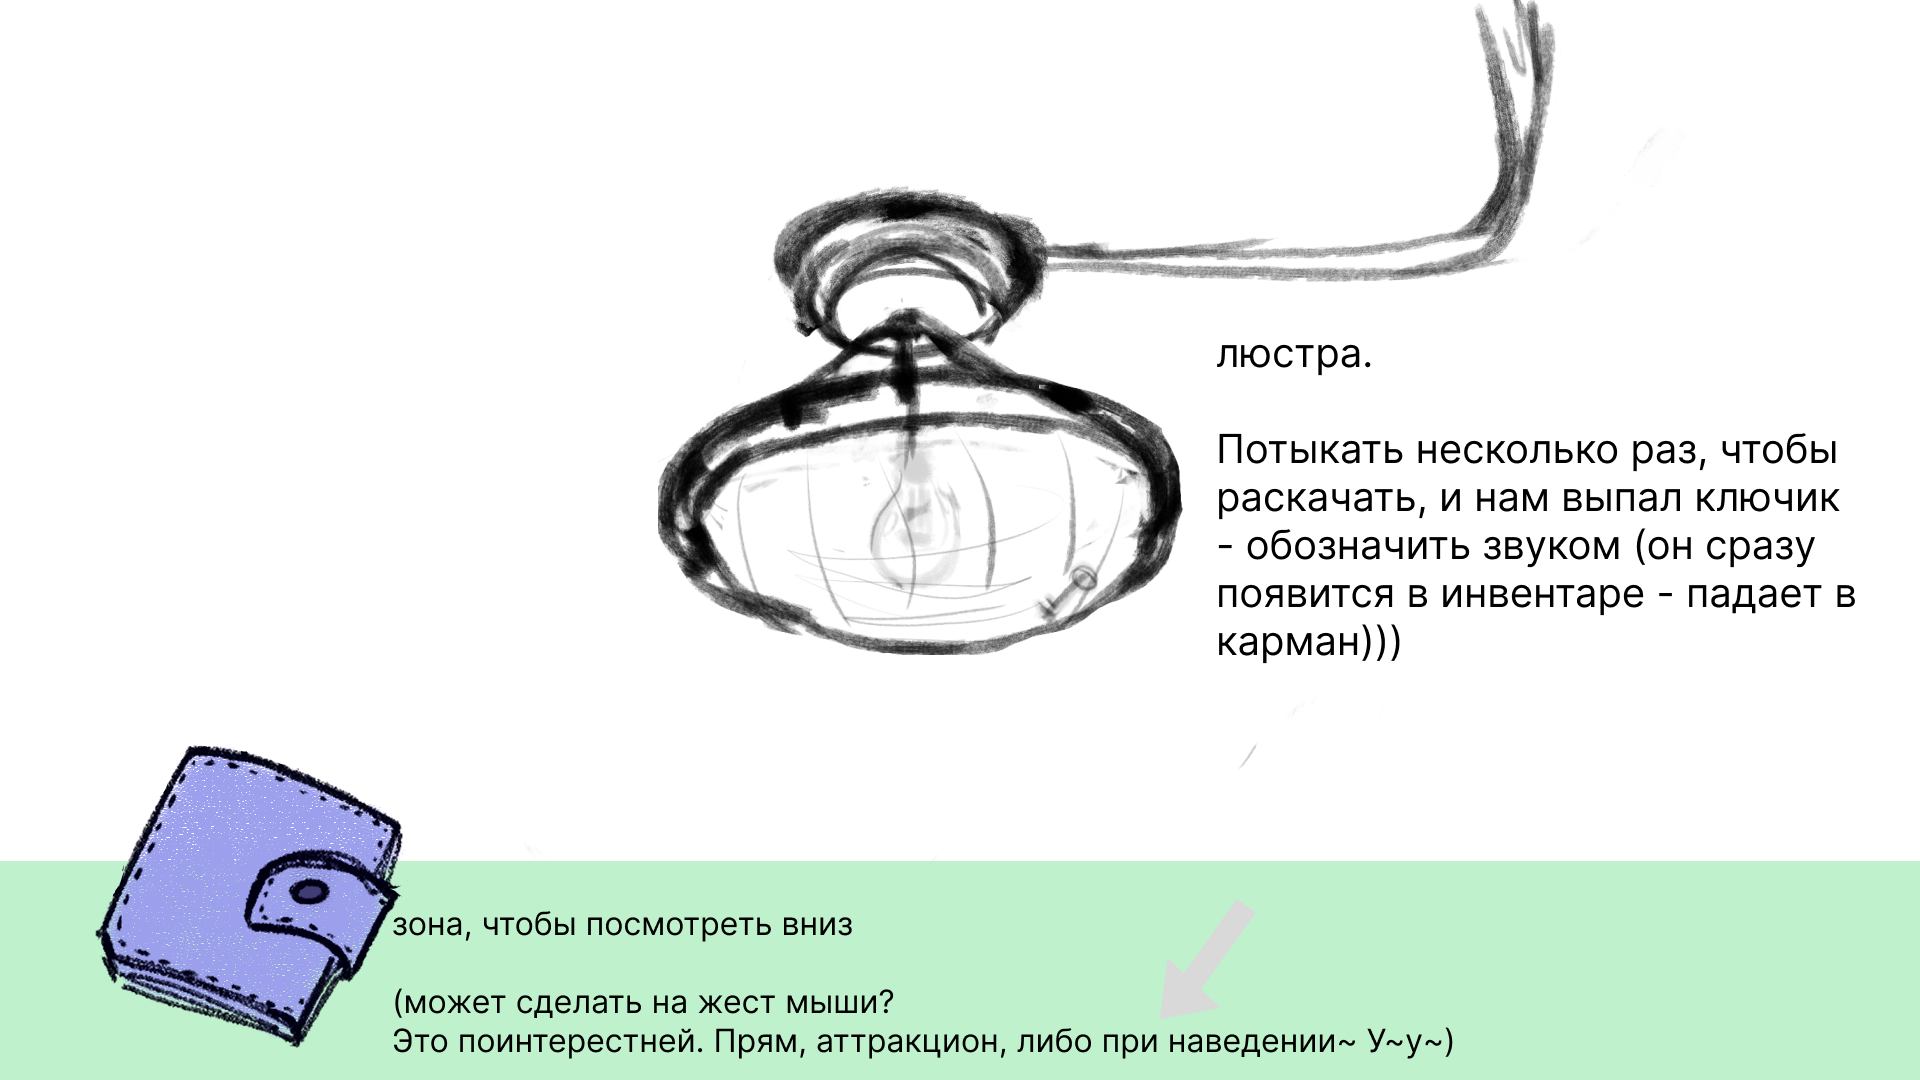 люстра.
Потыкать несколько раз, чтобы
раскачать, и нам выпал ключик
- обозначить звуком (он сразу
появится в инвентаре - падает в
карман)))
зона, чтобы посмотреть вниз
(может сделать на жест мыши?
Это поинтерестней. Прям, аттракцион, либо при наведении~ У~у~)